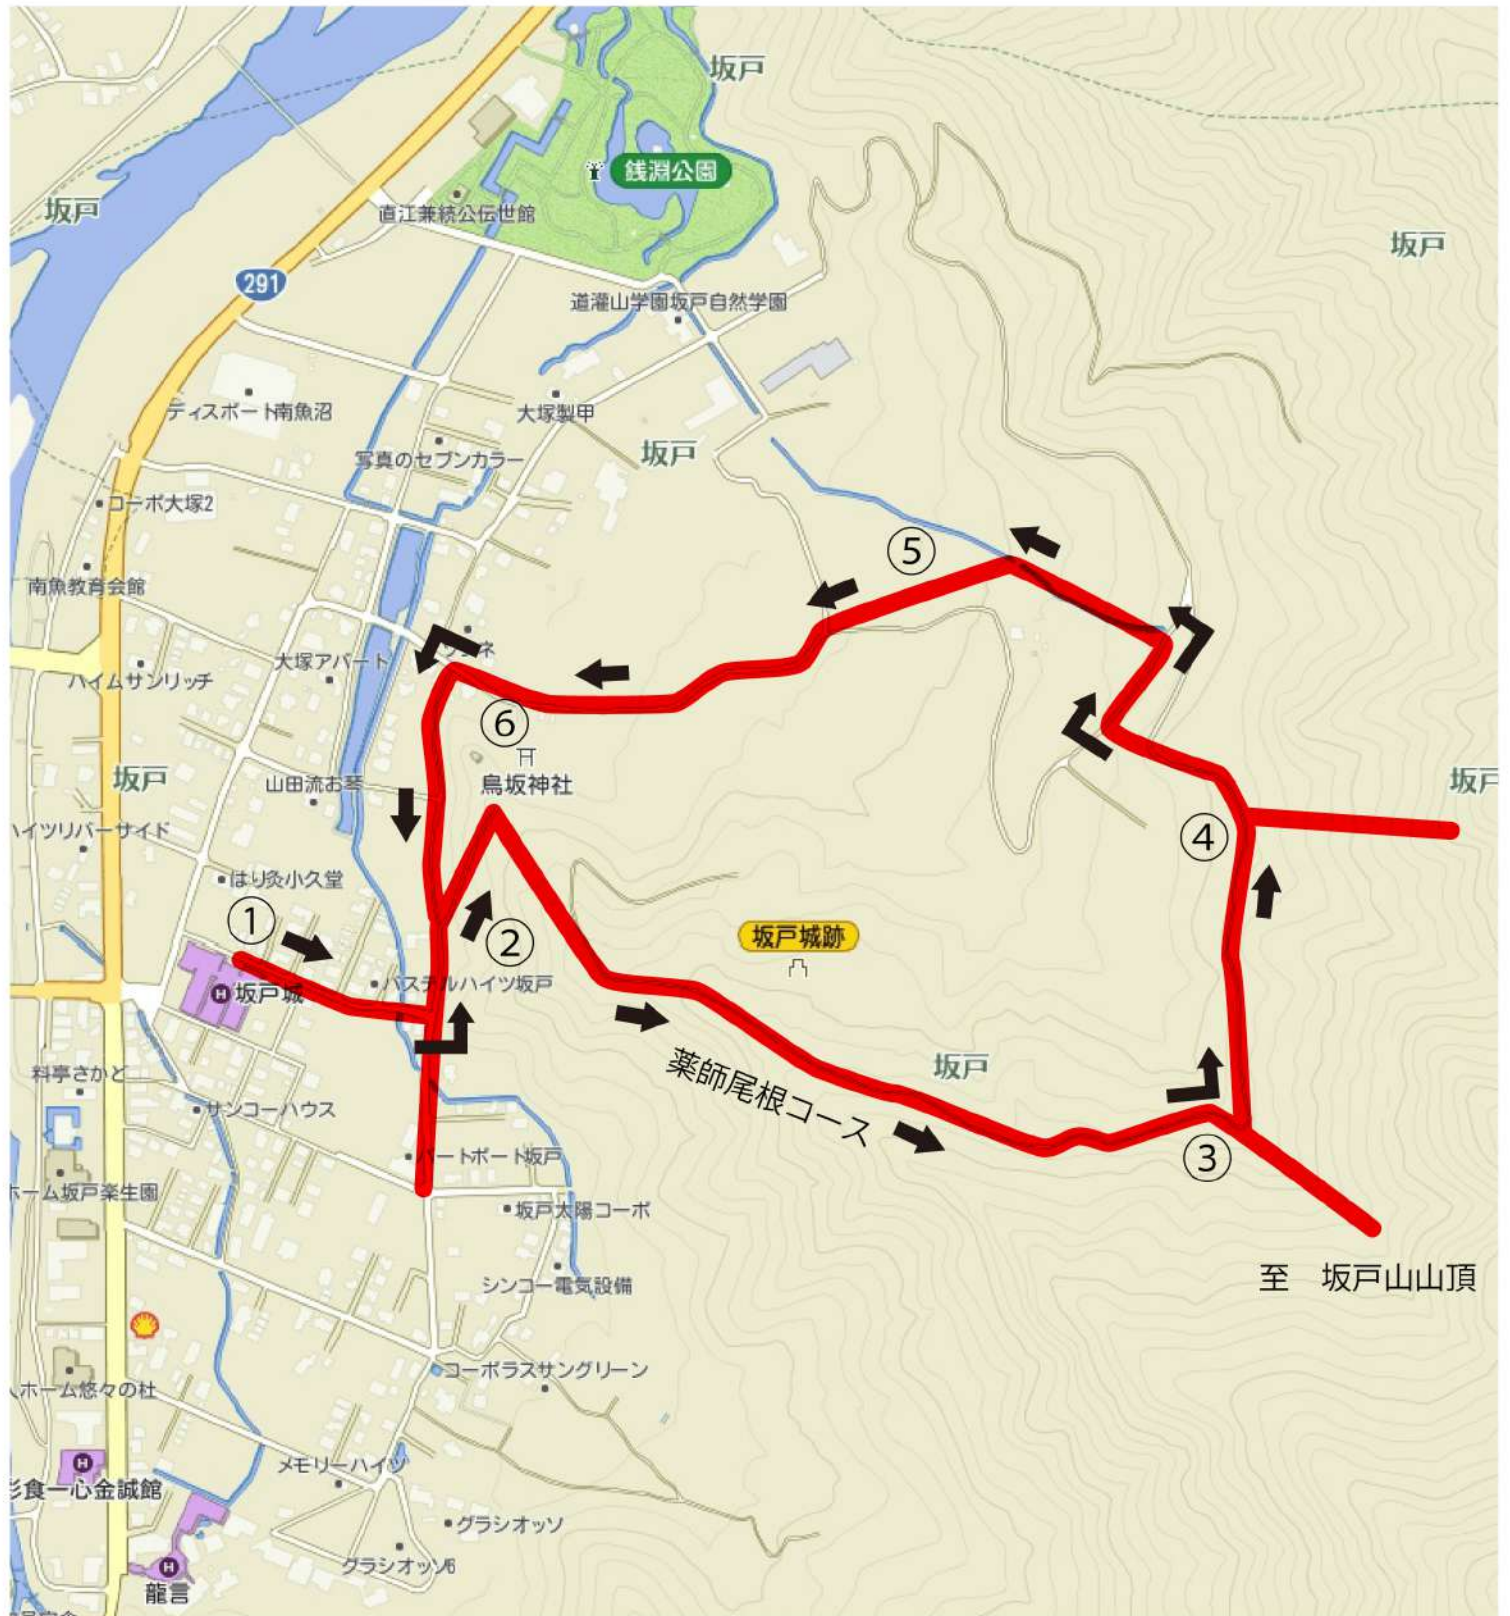 坂戸
銭淵公園
坂戸
直江兼続公伝世館
坂戸
291
道灌山学園坂戸自然学園
ディスポート南魚沼
大塚製甲
坂戸
写真のセブンカラー
コーポ大塚2
⑤
南魚教育会館
大塚アパート
ハイムサンリッチ
⑥
坂戸
山田流お琴
鳥坂神社
坂戸
ハイツリバーサイド
④
はり灸小久堂
①
②
坂戸城跡
パステルハイツ坂戸
坂戸城
坂戸
料亭さかど
薬師尾根コース
サンコーハウス
③
パートポート坂戸
ホーム坂戸楽生園
坂戸太陽コーポ
至 坂戸山山頂
シンコー電気設備
コーポラスサングリーン
ホーム悠々の杜
メモリーハイツ
食一心金誠館
グラシオッソ
グラシオッソB
龍言